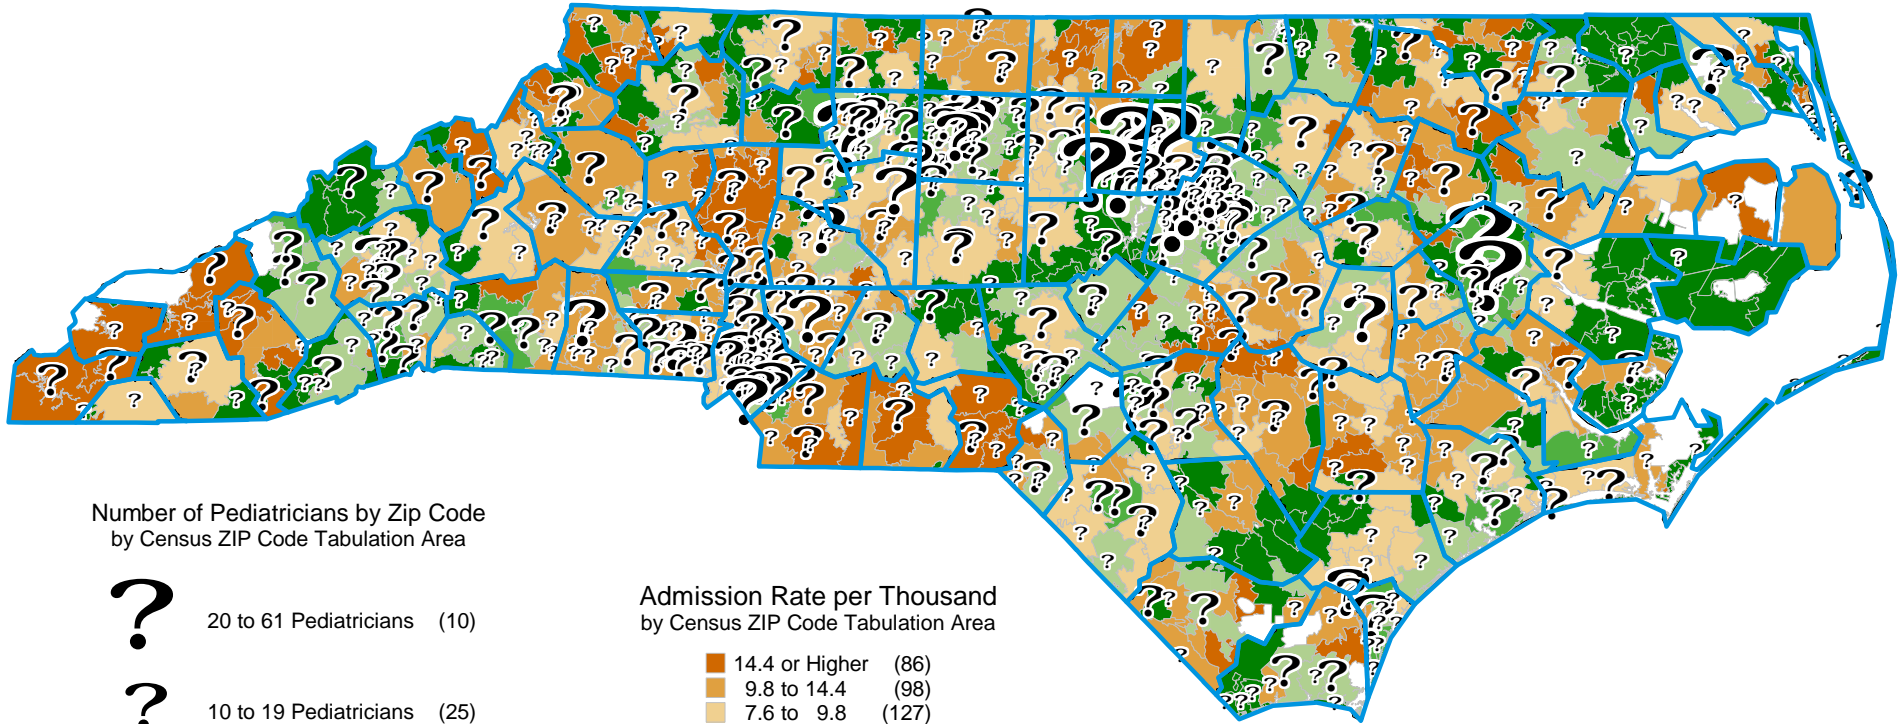 Number of Pediatricians by Zip Code
by Census ZIP Code Tabulation Area
? 20 to 61 Pediatricians (10)
? 10 to 19 Pediatricians (25)
Admission Rate per Thousand
by Census ZIP Code Tabulation Area
14.4 or Higher (86)
9.8 to 14.4 (98)
7.6 to 9.8 (127)